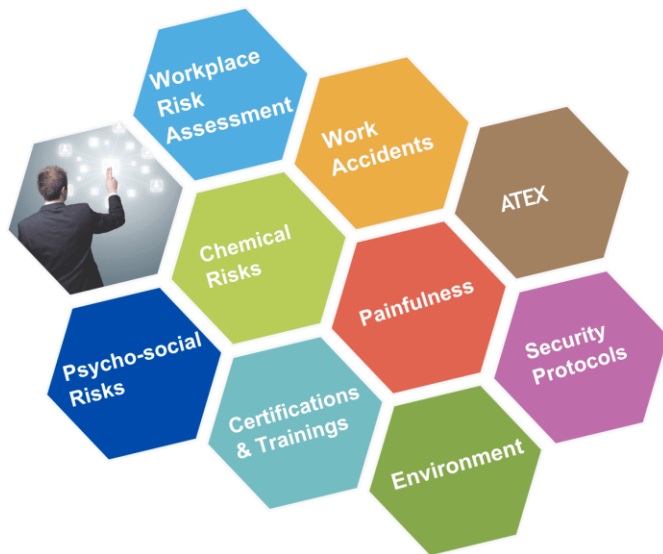 Workplace
Risk
Assessment
Work
Accidents
ATEX
Chemical
Risks
Painfulness
Security
Protocols
Psycho-social
Risks
Certifications
& Trainings
Environment